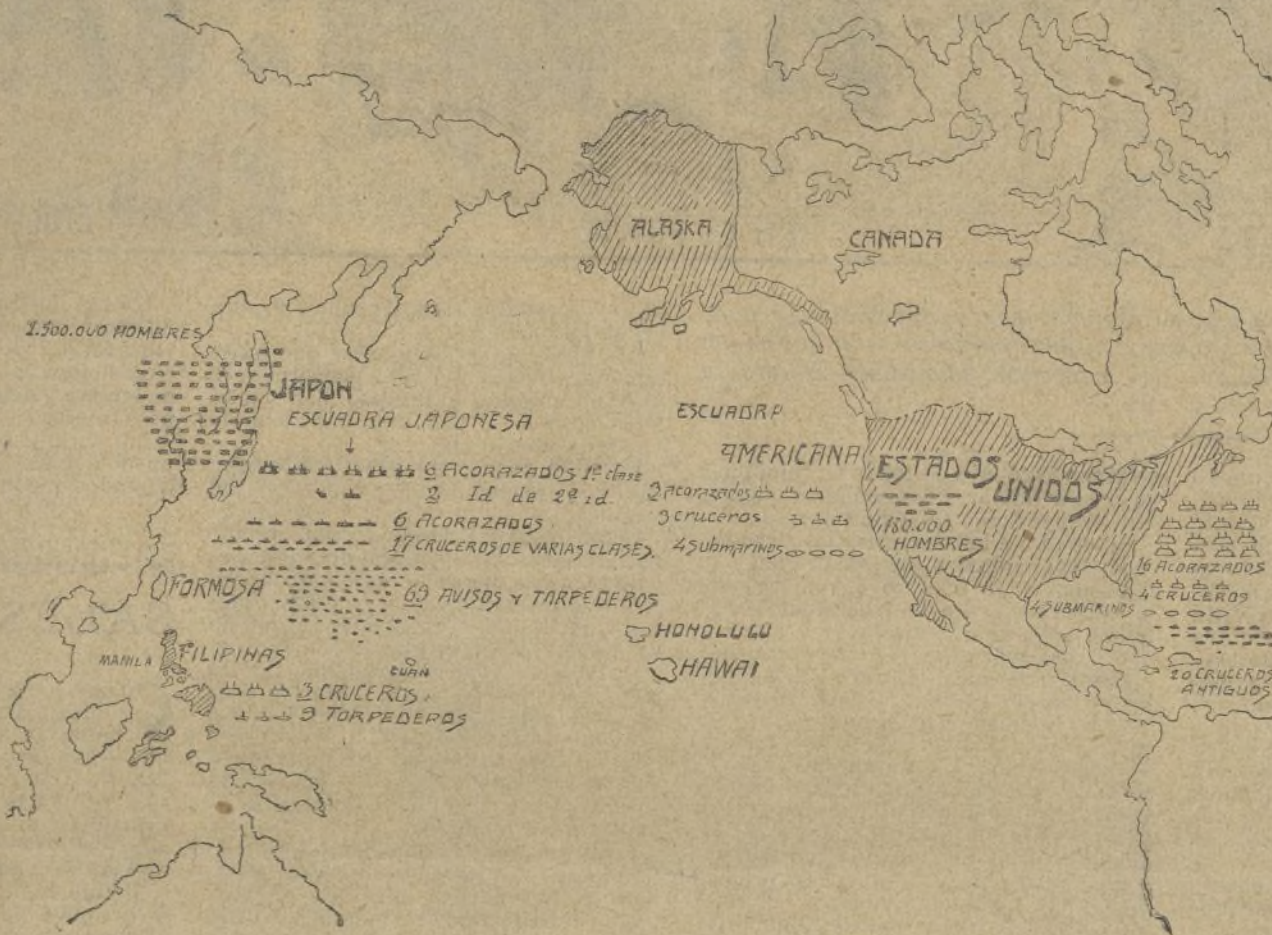 ALASKA
CANADA
1.500.000 HOMBRES
JAPON
ESCUADRA JAPONESA
6 ACORAZADOS 1ª clase
2 Id de 2ª id.
6 ACORAZADOS
17 CRUCEROS DE VARIAS CLASES.
69 AVISOS Y TORPEDEROS
ESCUADRA
AMERICANA
3 acorazados
3 cruceros
4 submarinos
ESTADOS
UNIDOS
180.000
HOMBRES
16 ACORAZADOS
4 CRUCEROS
4 SUBMARINOS
20 CRUCEROS
ANTIGUOS
FORMOSA
HONOLULU
HAWAI
MANILA
FILIPINAS
3 CRUCEROS.
9 TORPEDEROS